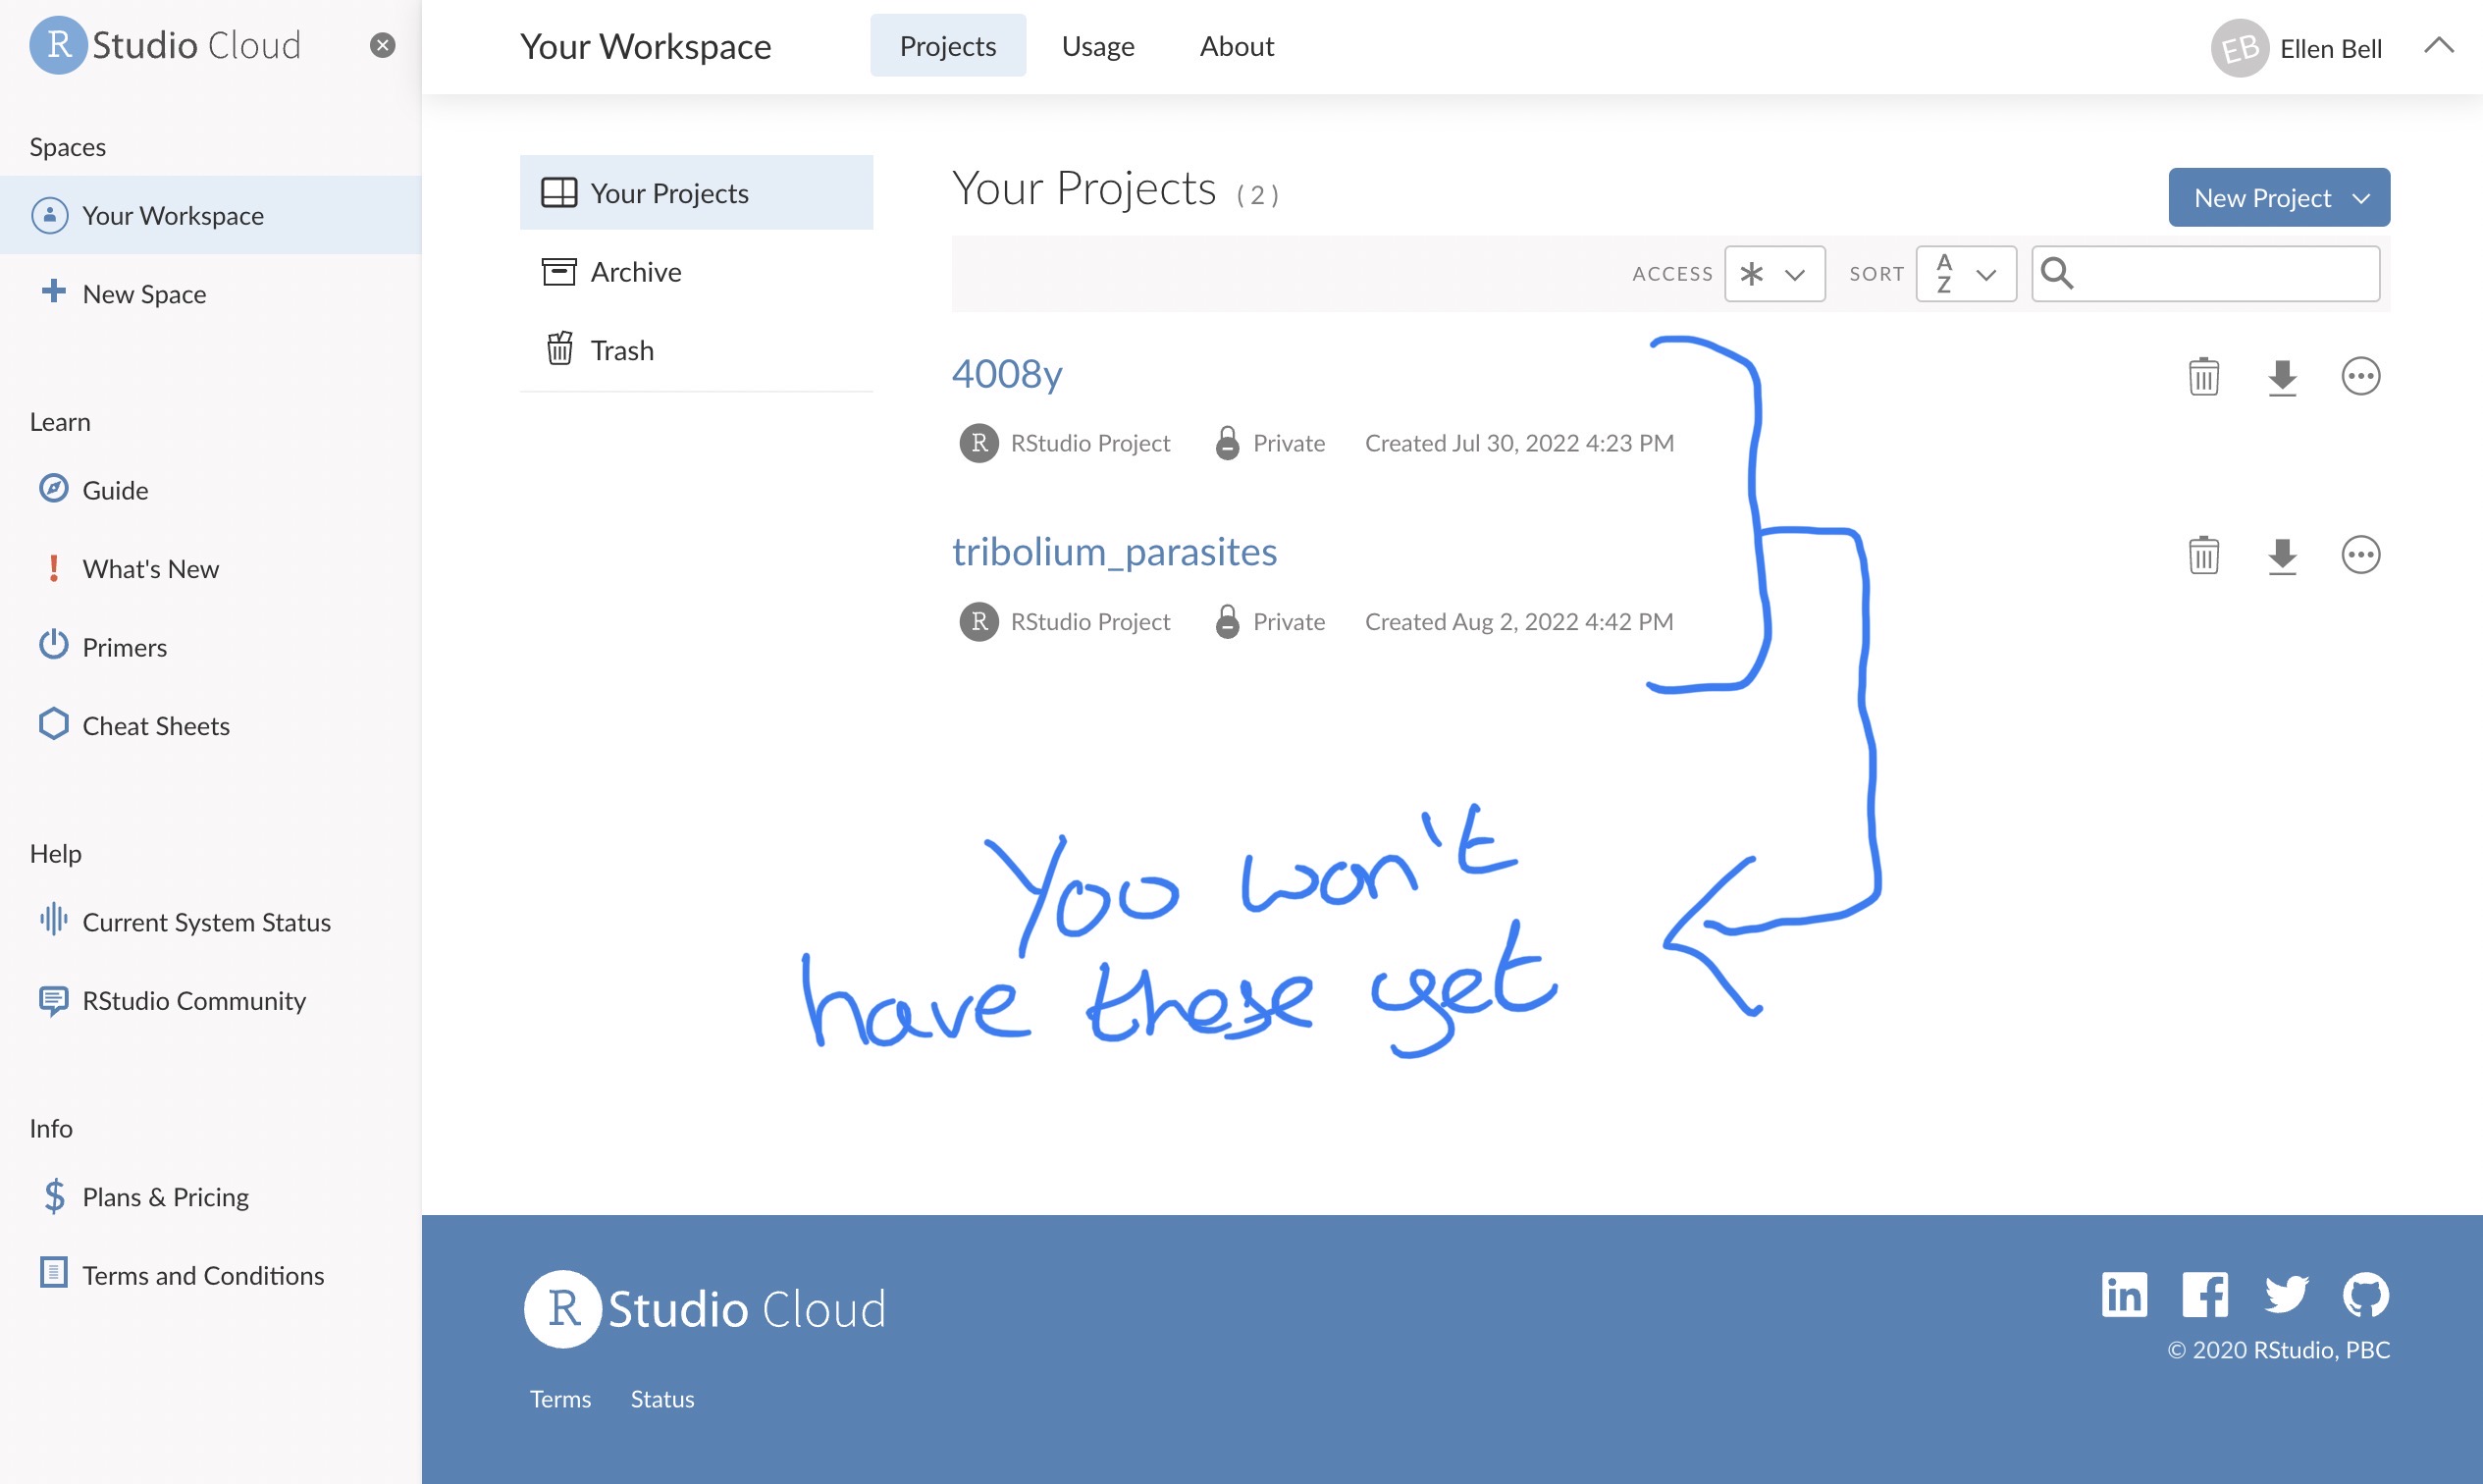 R Studio Cloud
Spaces
Your Workspace
New Space
Learn
Guide
What's New
Primers
Cheat Sheets
Help
Current System Status
RStudio Community
Info
Plans & Pricing
Terms and Conditions
Your Workspace Projects Usage About EB Ellen Bell
Your Projects
Archive
Trash
Your Projects (2) New Project
ACCESS * SORT A Z
4008y
R RStudio Project Private Created Jul 30, 2022 4:23 PM
tribolium_parasites
R RStudio Project Private Created Aug 2, 2022 4:42 PM
You won't
have these yet
R Studio Cloud
in f
© 2020 RStudio, PBC
Terms Status